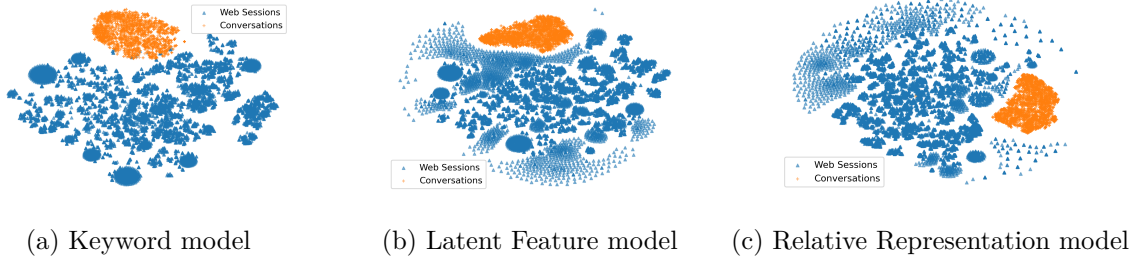 Web Sessions
Conversations
Web Sessions
Conversations
Web Sessions
Conversations
(a) Keyword model
(b) Latent Feature model
(c) Relative Representation model